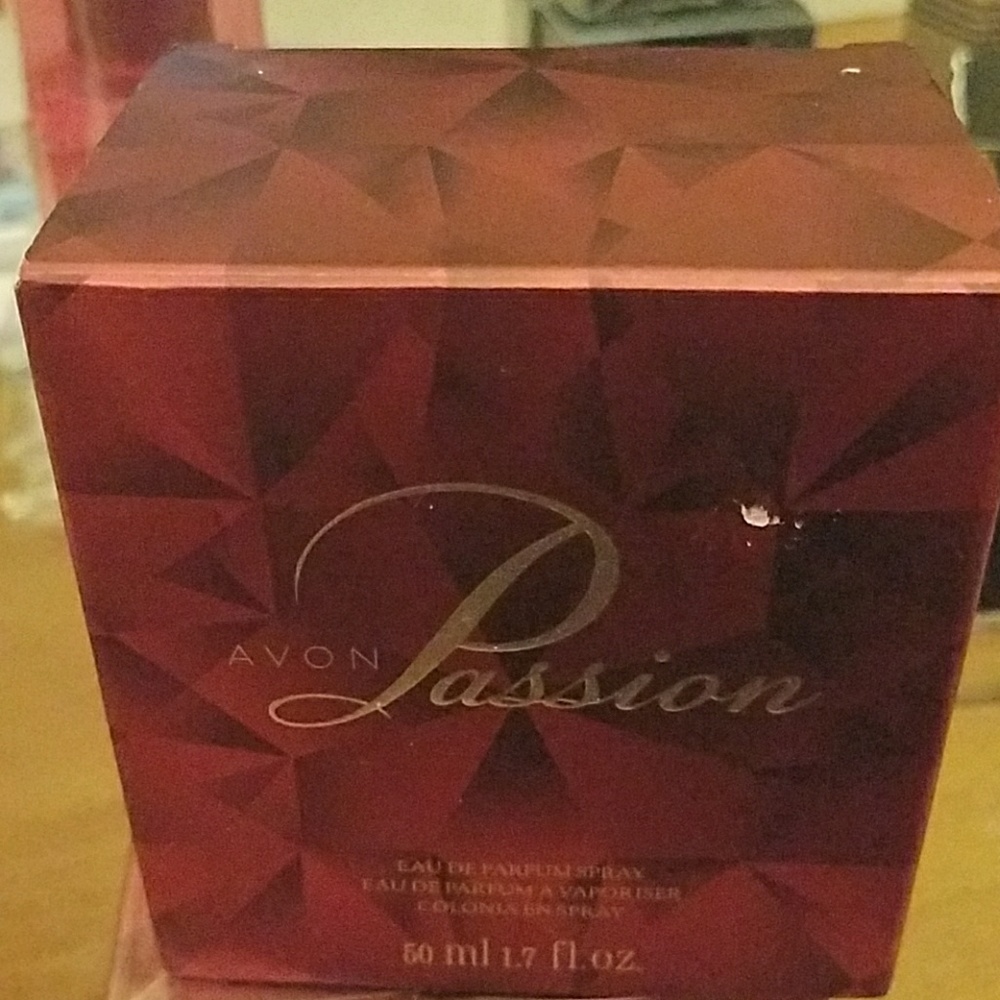 AVON Passion
EAU DE PARFUM SPRAY
EAU DE PARFUM A VAPORISER
COLONIA EN SPRAY
50 ml 1.7 fl.oz.